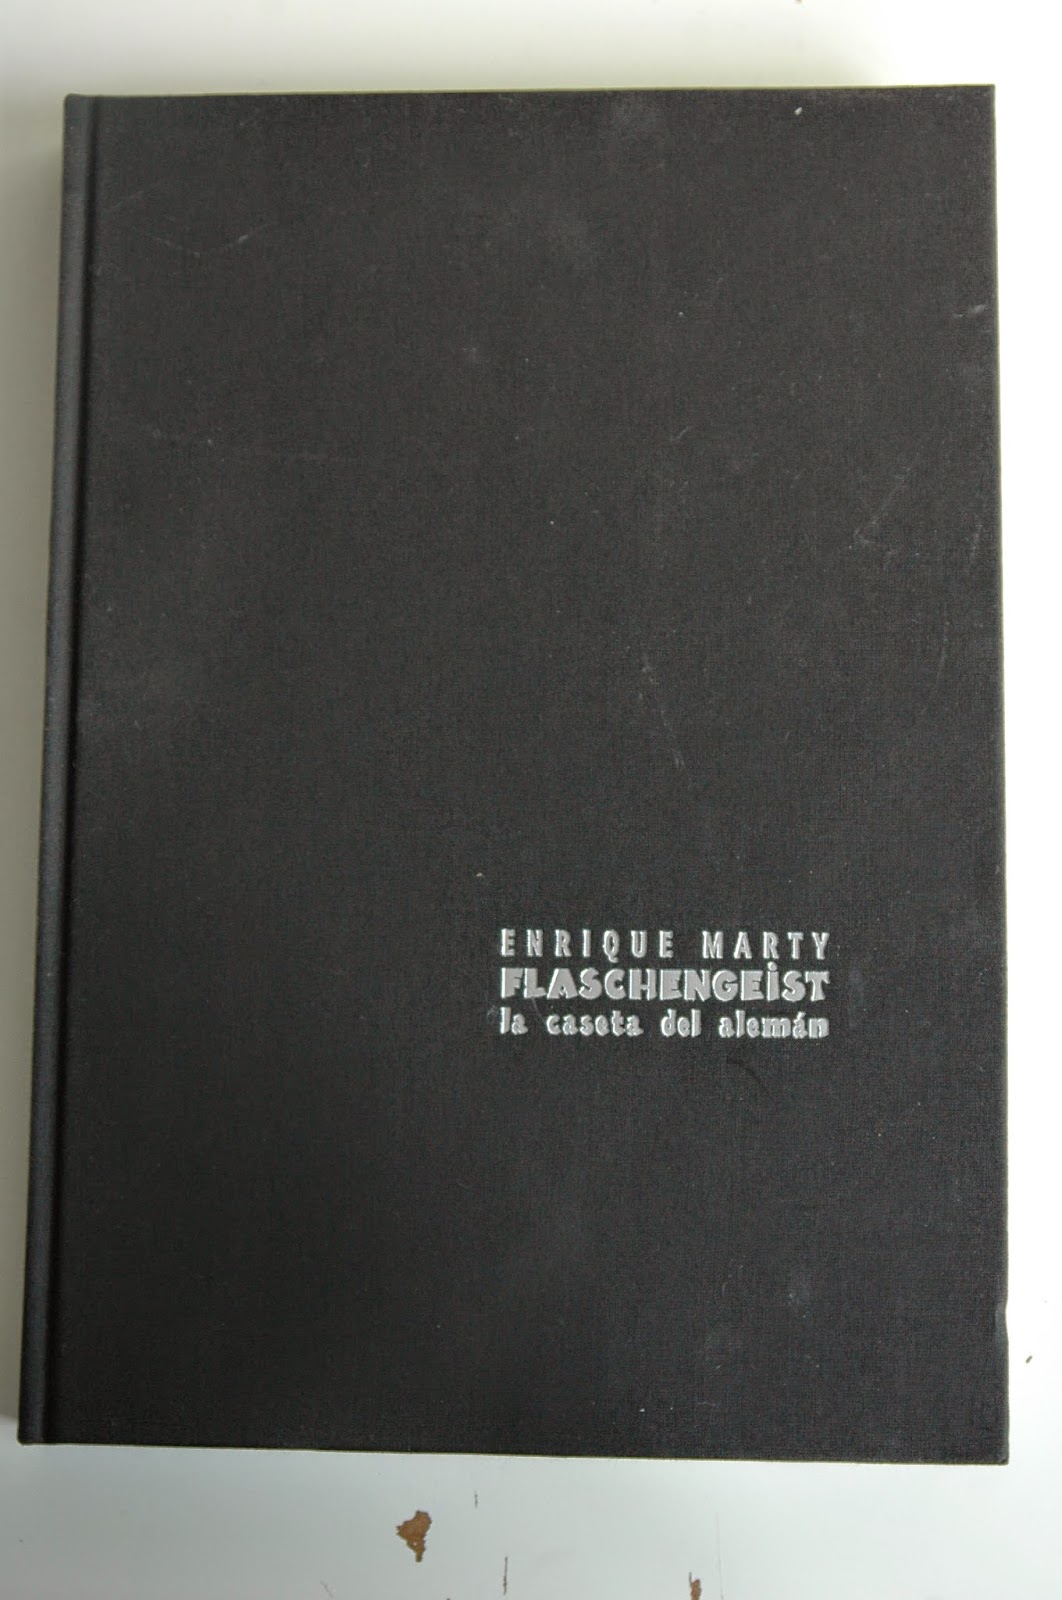 ENRIQUE MARTY
FLASCHENGEiST
la caseta del alemán